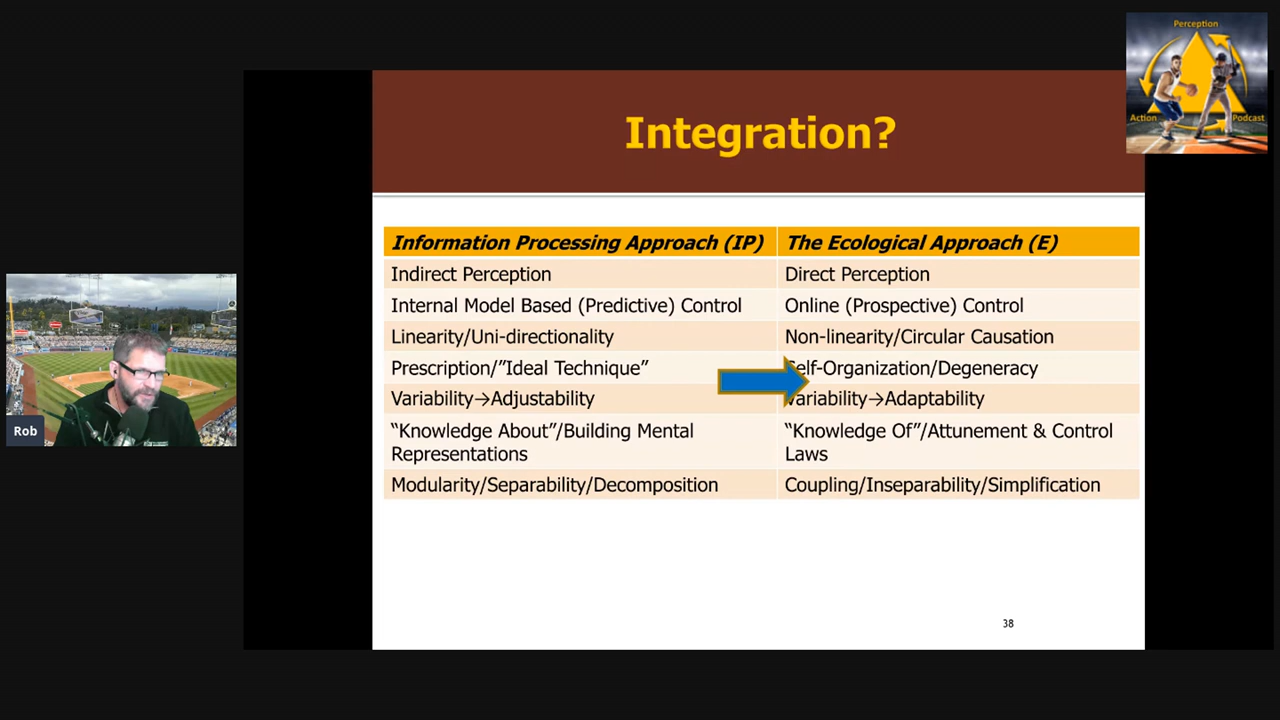 Perception
Action
Podcast
Integration?
Information Processing Approach (IP)
The Ecological Approach (E)
Indirect Perception
Direct Perception
Internal Model Based (Predictive) Control
Online (Prospective) Control
Linearity/Uni-directionality
Non-linearity/Circular Causation
Prescription/”Ideal Technique”
Self-Organization/Degeneracy
Variability→Adjustability
Variability→Adaptability
“Knowledge About”/Building Mental
Representations
“Knowledge Of”/Attunement & Control
Laws
Modularity/Separability/Decomposition
Coupling/Inseparability/Simplification
38
Rob